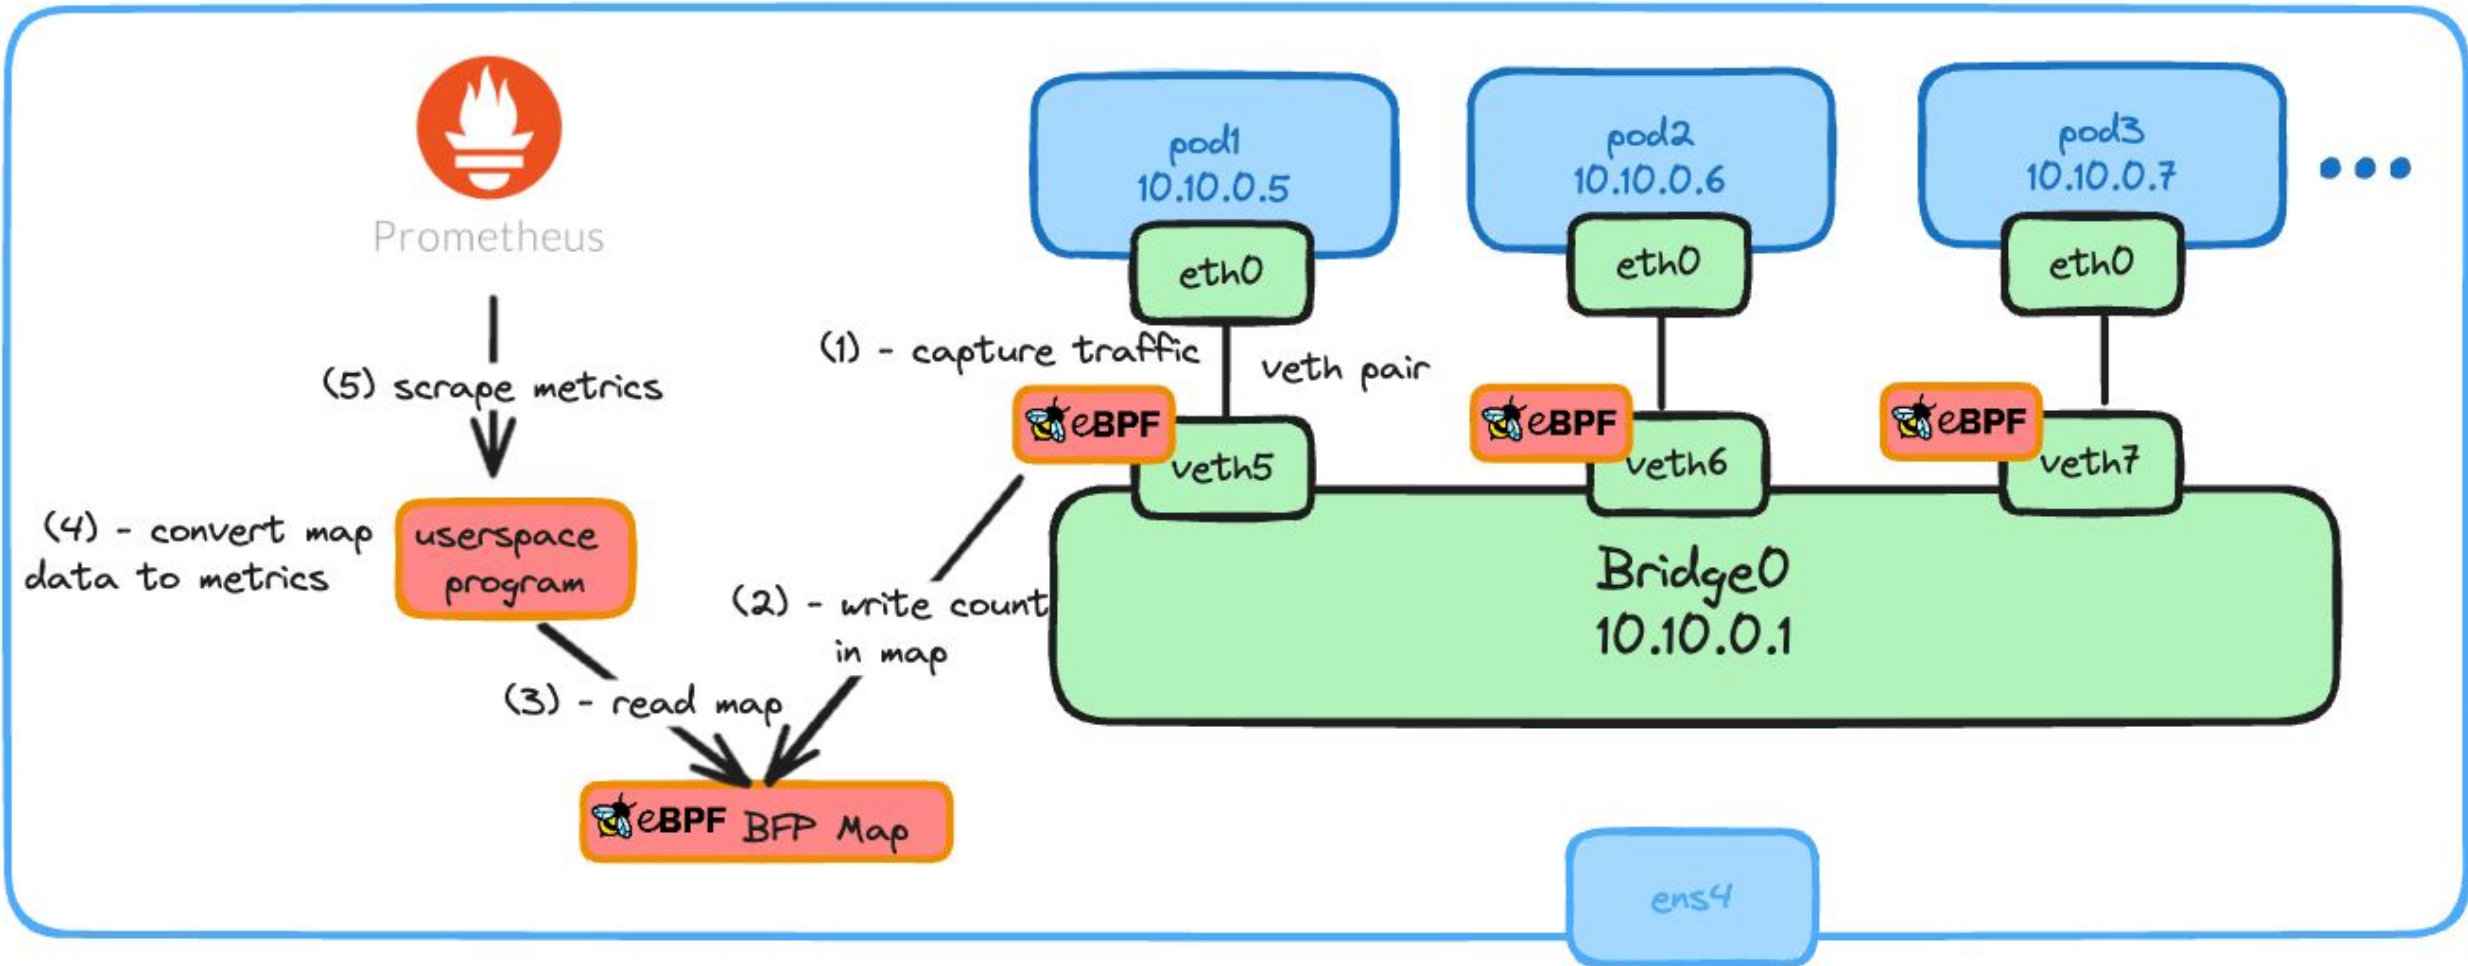 Prometheus
(5) scrape metrics
(4) - convert map
data to metrics
userspace
program
(3) - read map
(2) - write count
in map
eBPF BFP Map
(1) - capture traffic
veth pair
pod1
10.10.0.5
eth0
eBPF
veth5
pod2
10.10.0.6
eth0
eBPF
veth6
pod3
10.10.0.7
eth0
eBPF
veth7
Bridge0
10.10.0.1
ens4